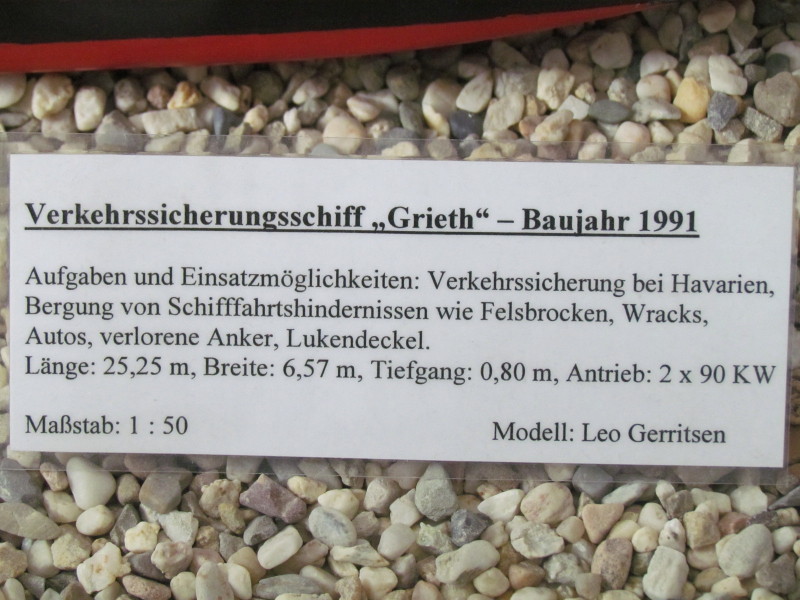 Verkehrssicherungsschiff „Grieth“ – Baujahr 1991
Aufgaben und Einsatzmöglichkeiten: Verkehrssicherung bei Havarien,
Bergung von Schifffahrtshindernissen wie Felsbrocken, Wracks,
Autos, verlorene Anker, Lukendeckel.
Länge: 25,25 m, Breite: 6,57 m, Tiefgang: 0,80 m, Antrieb: 2 x 90 KW
Maßstab: 1 : 50
Modell: Leo Gerritsen